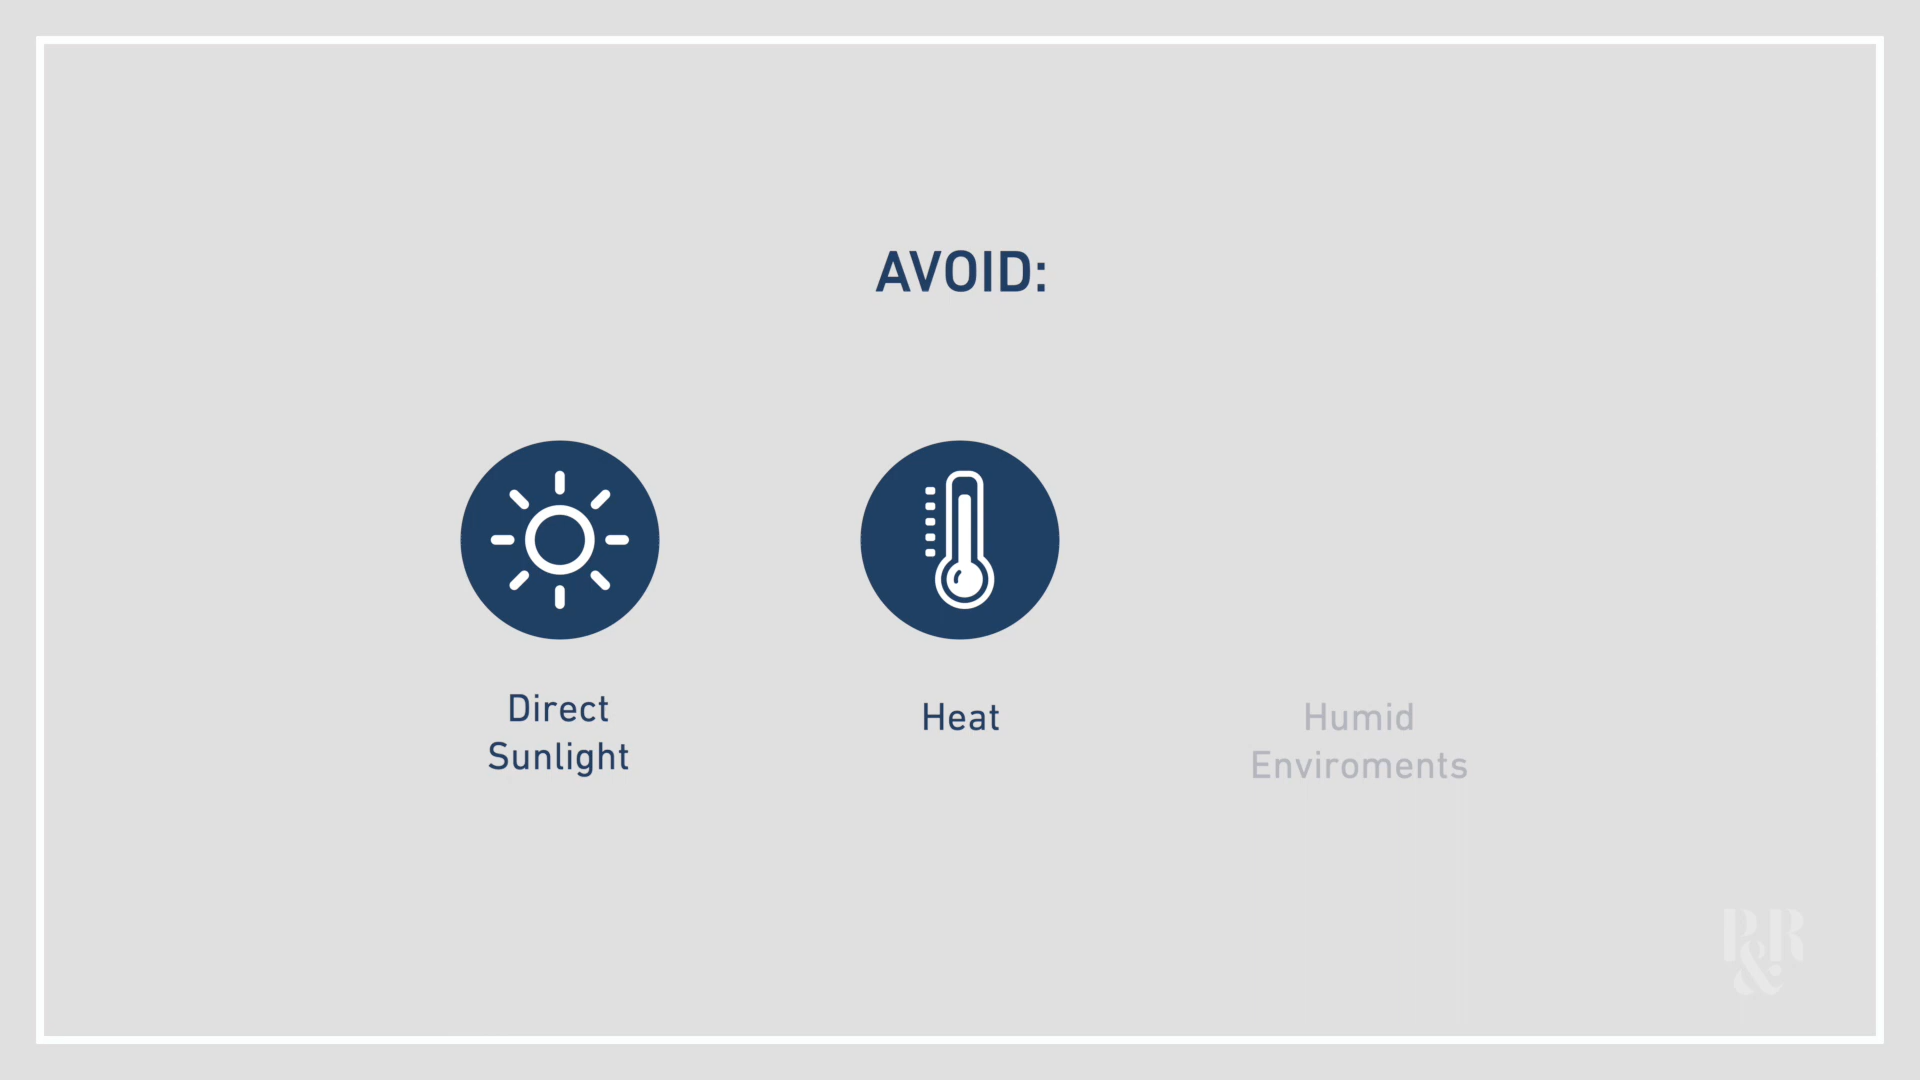 AVOID:
Direct
Sunlight
Heat
Humid
Enviroments
R&R